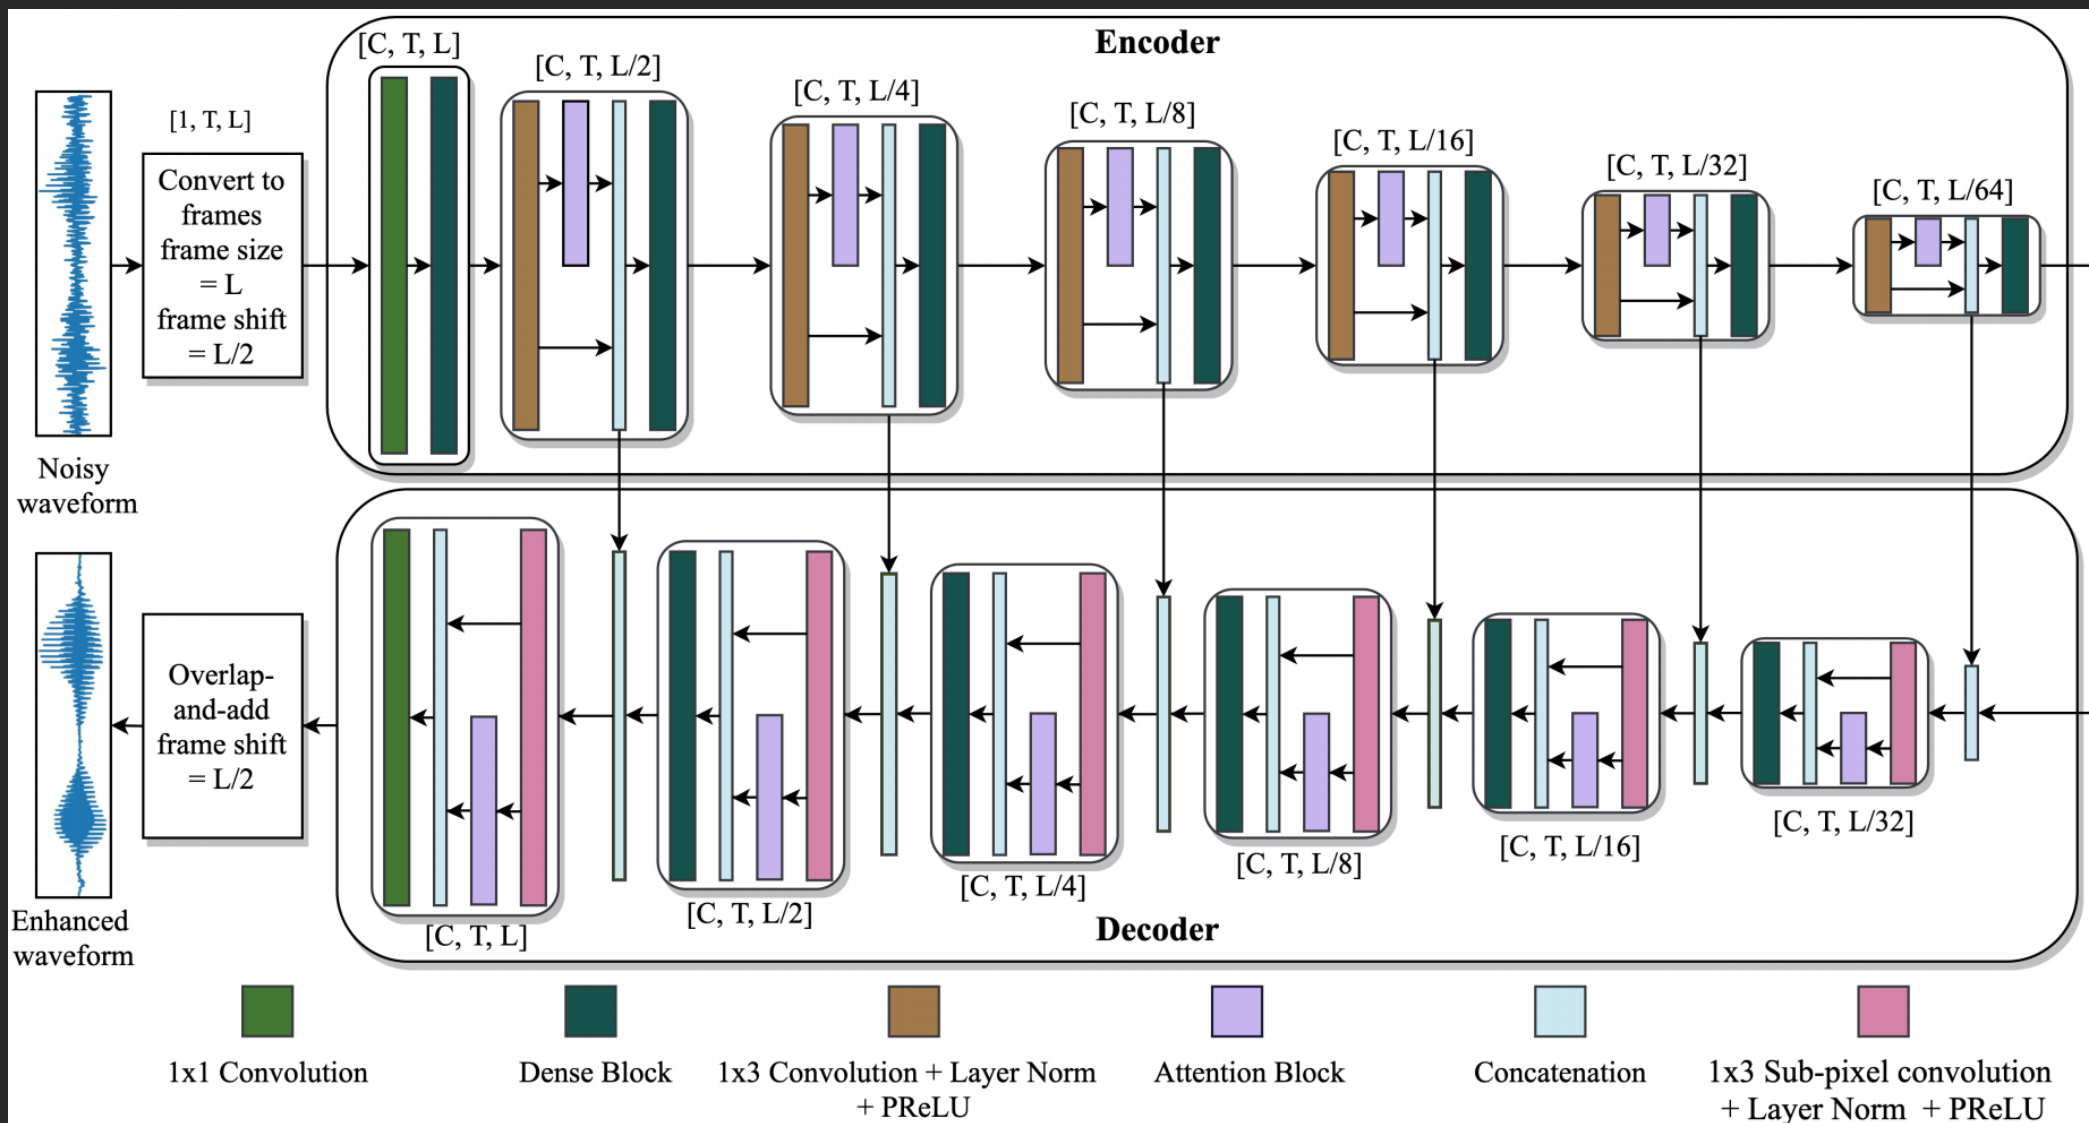 Encoder
[C, T, L]
[C, T, L/2]
[C, T, L/4]
[C, T, L/8]
[C, T, L/16]
[C, T, L/32]
[C, T, L/64]
[1, T, L]
Convert to
frames
frame size
= L
frame shift
= L/2
Noisy
waveform
Overlap-
and-add
frame shift
= L/2
Enhanced
waveform
[C, T, L]
[C, T, L/2]
[C, T, L/4]
[C, T, L/8]
[C, T, L/16]
[C, T, L/32]
Decoder
1x1 Convolution
Dense Block
1x3 Convolution + Layer Norm
+ PReLU
Attention Block
Concatenation
1x3 Sub-pixel convolution
+ Layer Norm + PReLU